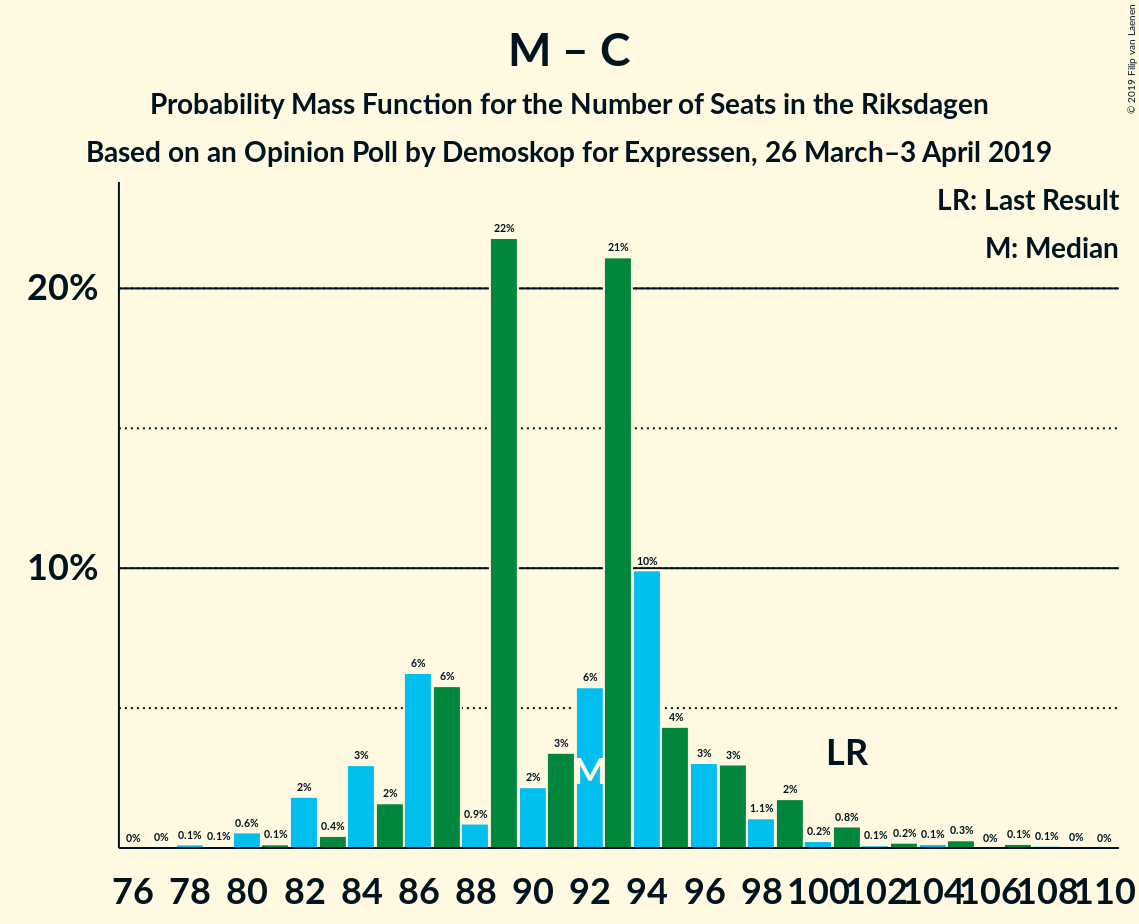 M – C
Probability Mass Function for the Number of Seats in the Riksdagen
Based on an Opinion Poll by Demoskop for Expressen, 26 March–3 April 2019
© 2019 Filip van Laenen
LR: Last Result
M: Median
20%
10%
0% 0% 0.1% 0.1% 0.6% 0.1% 2% 0.4% 3% 2% 6% 6% 0.9% 22% 2% 3% 6% 21% 10% 4% 3% 3% 1.1% 2% 0.2% 0.8% 0.1% 0.2% 0.1% 0.3% 0% 0.1% 0.1% 0% 0%
M
LR
76 78 80 82 84 86 88 90 92 94 96 98 100 102 104 106 108 110